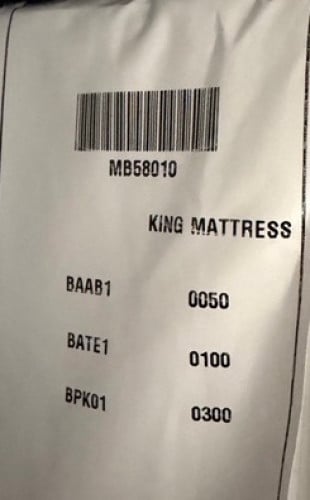 MB58010
KING MATTRESS
BAAB1 0050
BATE1 0100
BPK01 0300